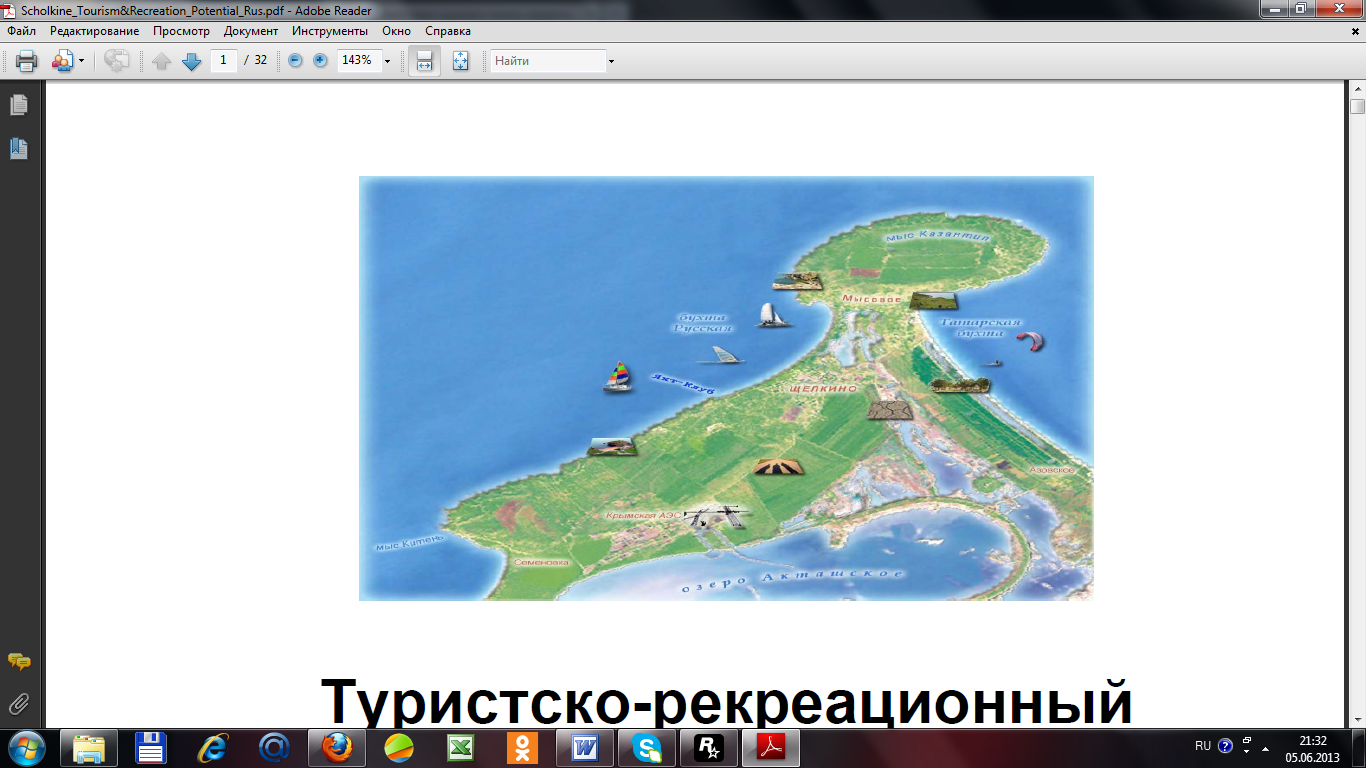 Scholkine_Tourism&Recreation_Potential_Rus.pdf - Adobe Reader
Файл Редактирование Просмотр Документ Инструменты Окно Справка
1 / 32 143% Найти
мыс Казантип
Мысовое
бухта
Русская
Татарская
бухта
Яхт-Клуб
ЩЕЛКИНО
Азовское
Крымская АЭС
мыс Китень
Семеновка
озеро Акташское
Туристско-рекреационный
RU 21:32
05.06.2013